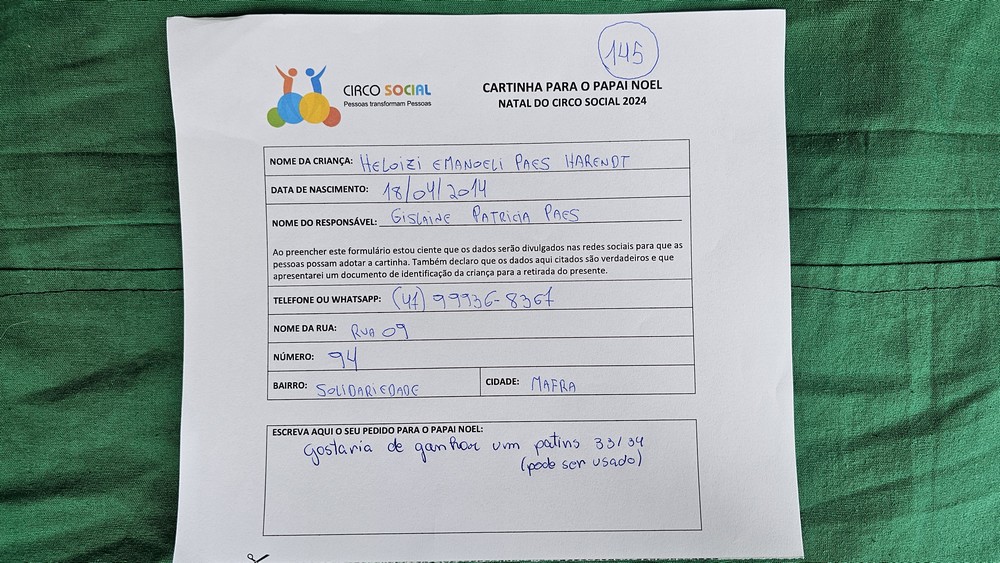 145
CIRCO SOCIAL
Pessoas transformam Pessoas
CARTINHA PARA O PAPAI NOEL
NATAL DO CIRCO SOCIAL 2024
NOME DA CRIANÇA: HELOIZI EMANOELI PAES HARENDT
DATA DE NASCIMENTO: 18/04/2014
NOME DO RESPONSÁVEL: GISLAINE PATRICIA PAES
Ao preencher este formulário estou ciente que os dados serão divulgados nas redes sociais para que as
pessoas possam adotar a cartinha. Também declaro que os dados aqui citados são verdadeiros e que
apresentarei um documento de identificação da criança para a retirada do presente.
TELEFONE OU WHATSAPP: (47) 99936-8367
NOME DA RUA: RUA 09
NÚMERO: 94
BAIRRO: SOLIDARIEDADE CIDADE: MAFRA
ESCREVA AQUI O SEU PEDIDO PARA O PAPAI NOEL:
Gostaria de ganhar um patins 33/34
(pode ser usado)